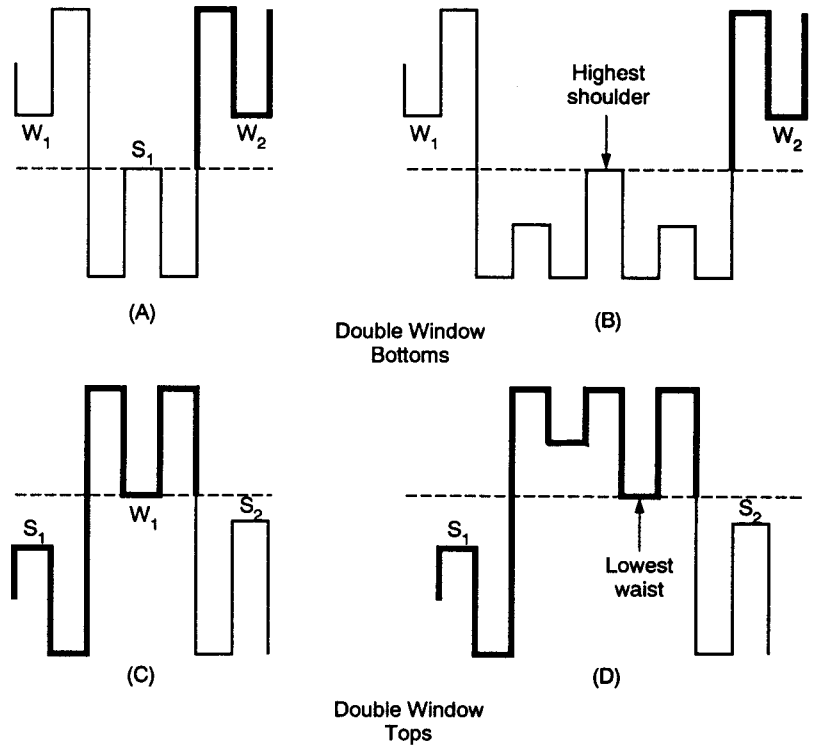 Highest
shoulder
W₁
S₁
W₂
W₁
W₂
(A)
(B)
Double Window
Bottoms
S₁
W₁
S₂
S₁
S₂
Lowest
waist
(C)
(D)
Double Window
Tops